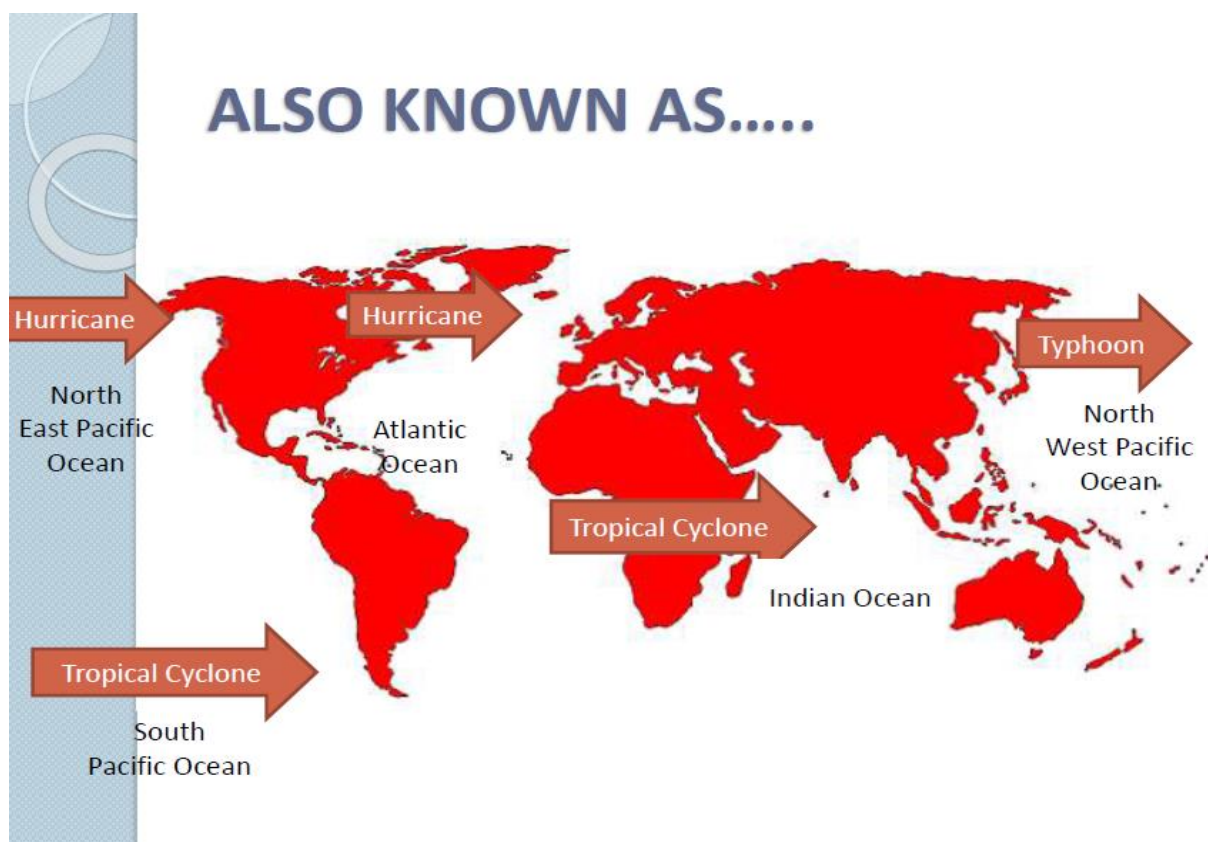 ALSO KNOWN AS…..
Hurricane
North
East Pacific
Ocean
Hurricane
Atlantic
Ocean
Typhoon
North
West Pacific
Ocean
Tropical Cyclone
Indian Ocean
Tropical Cyclone
South
Pacific Ocean